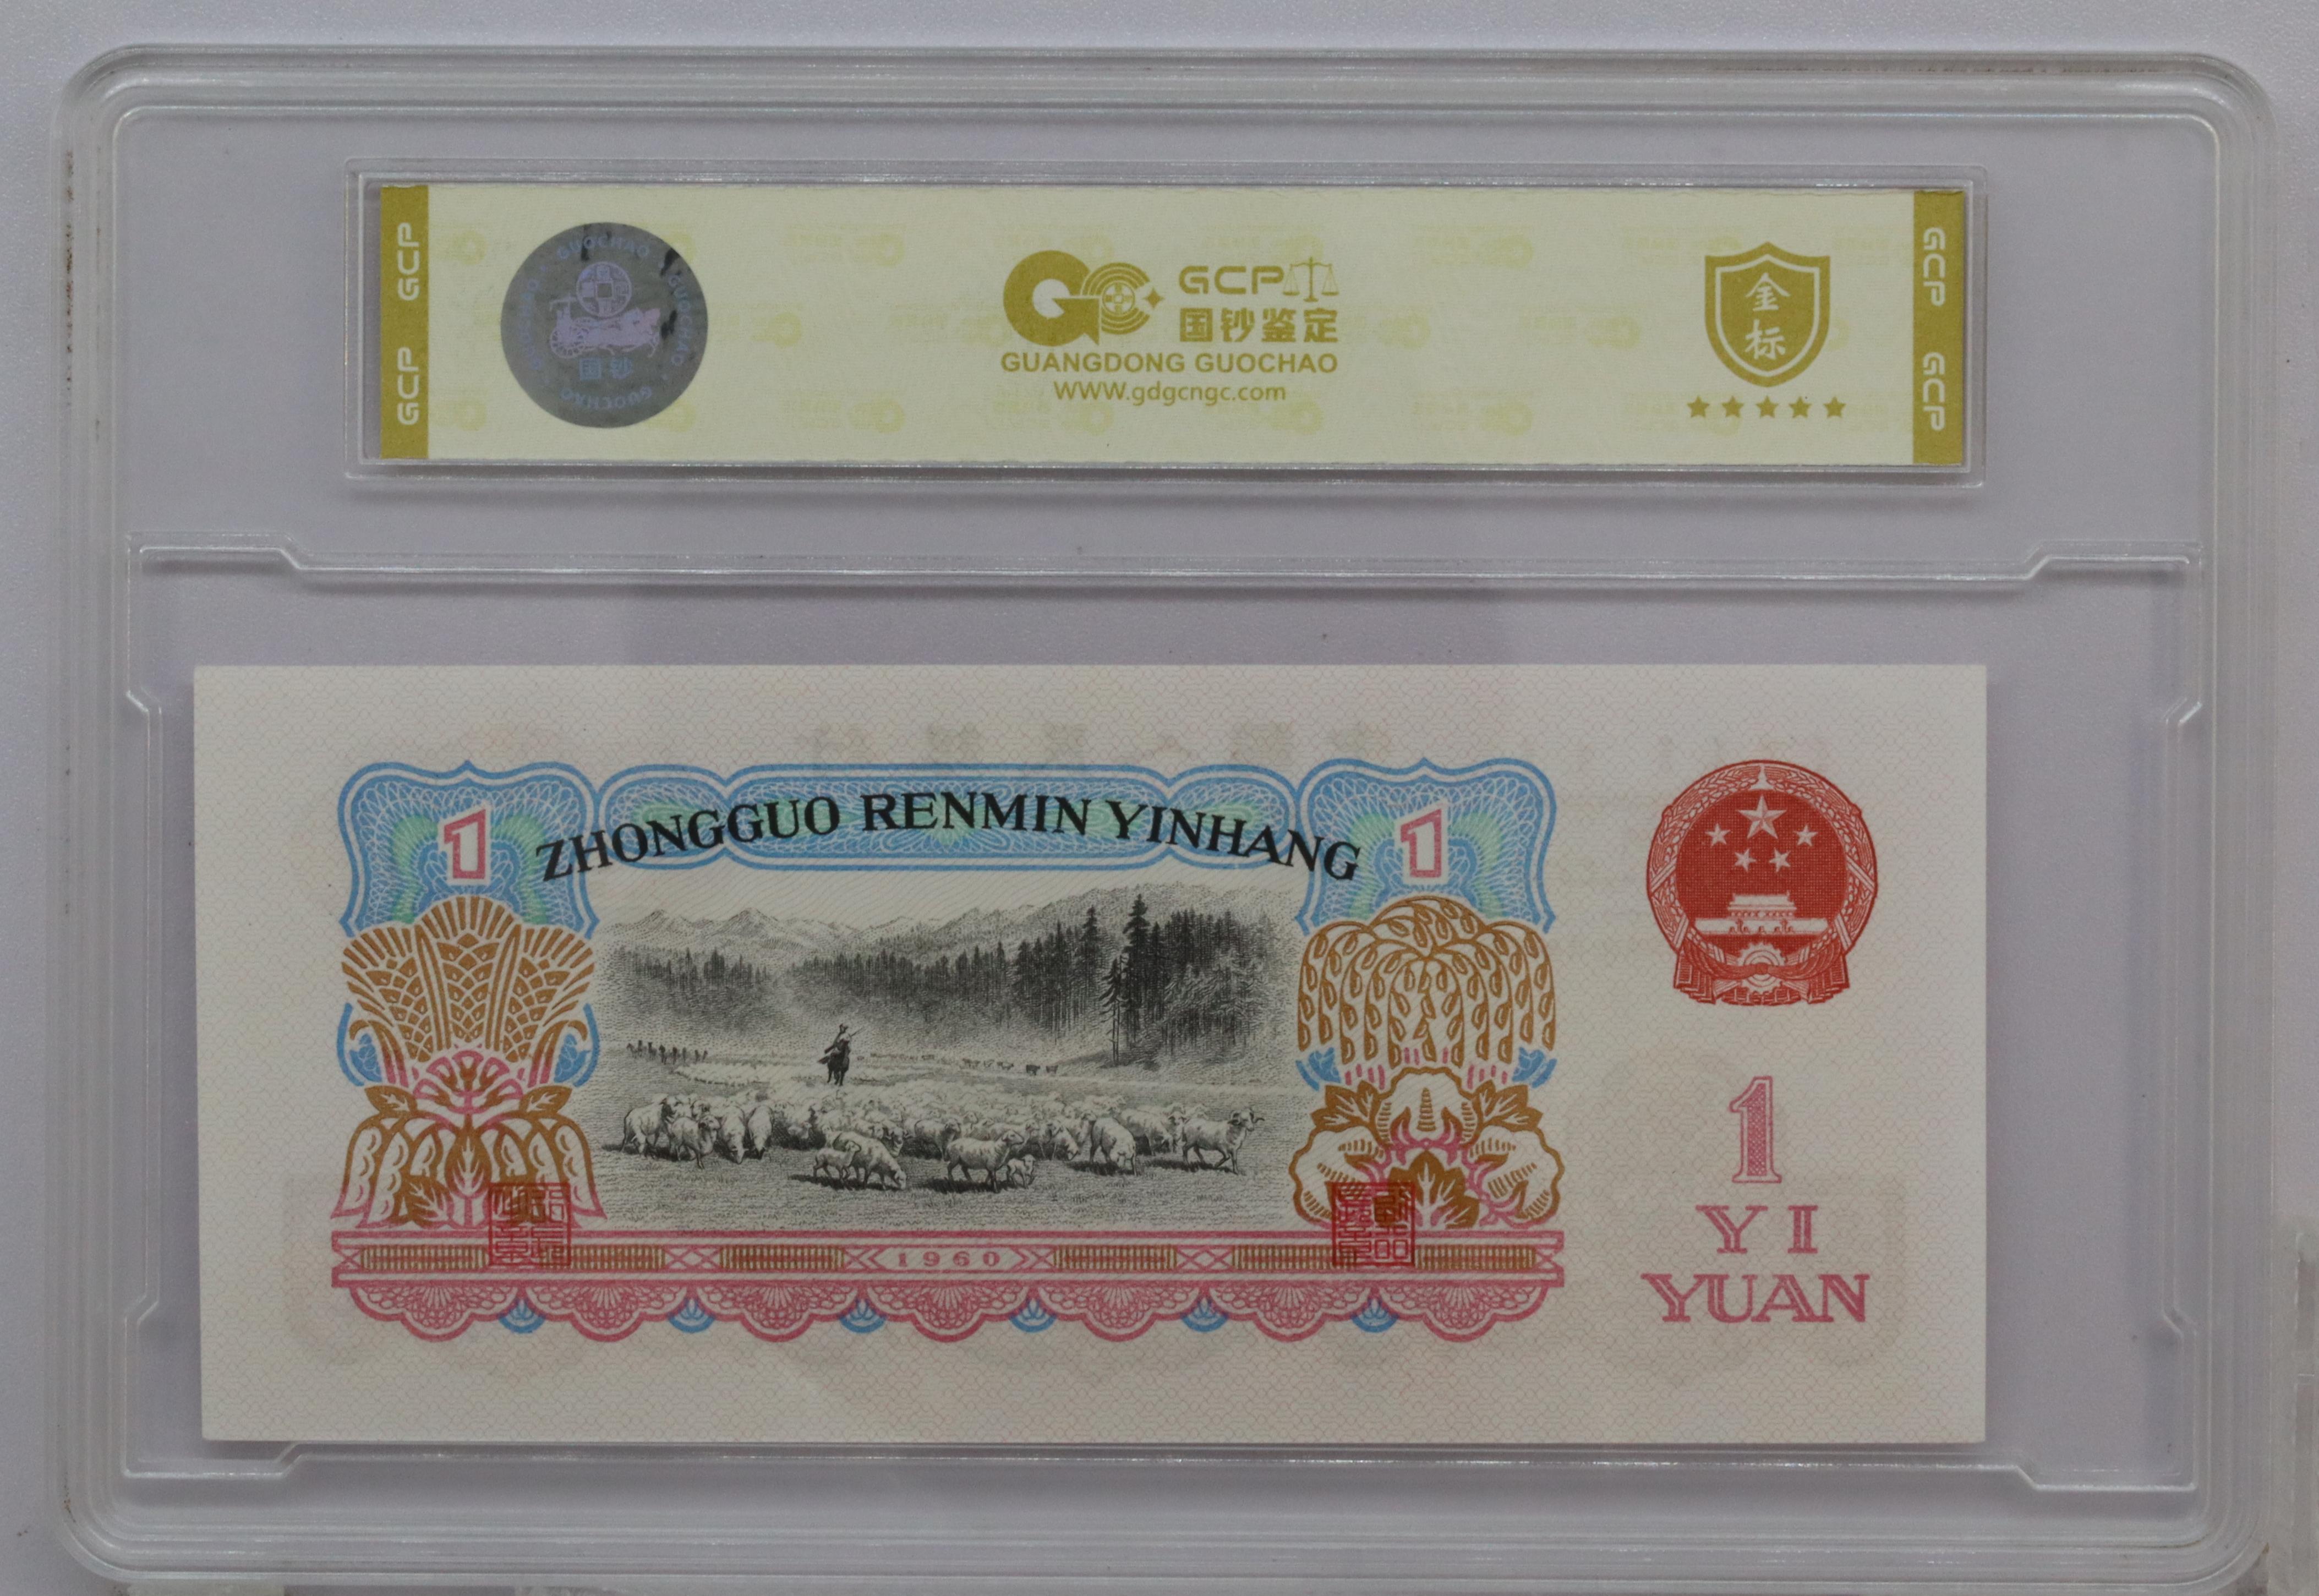 GCP GCP
GUOCHAO GUOCHAO GUOCHAO
国钞
GCP
国钞鉴定
GUANGDONG GUOCHAO
WWW.gdgcngc.com
金标
GCP GCP
ZHONGGUO RENMIN YINHANG
1
1
1960
1
YI
YUAN